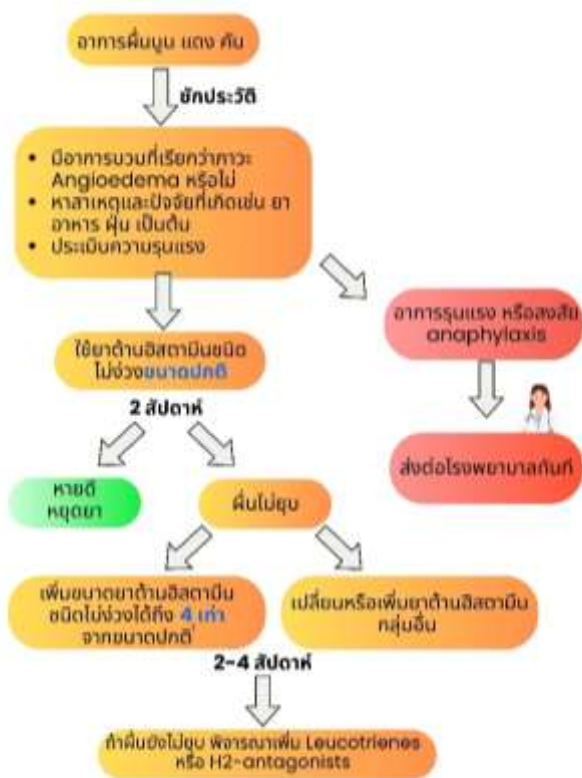 อาการผื่นนูน แดง คัน
ซักประวัติ
• มีอาการบวมที่เรียกว่าภาวะ
Angioedema หรือไม่
• หาสาเหตุและปัจจัยที่เกิดเช่น ยา
อาหาร ฝุ่น เป็นต้น
• ประเมินความรุนแรง
อาการรุนแรง หรือสงสัย
anaphylaxis
ส่งต่อโรงพยาบาลทันที
ใช้ยาต้านฮิสตามีนชนิด
ไม่ง่วงขนาดปกติ
2 สัปดาห์
หายดี
หยุดยา
ผื่นไม่ยุบ
เพิ่มขนาดยาต้านฮิสตามีน
ชนิดไม่ง่วงได้ถึง 4 เท่า
จากขนาดปกติ
เปลี่ยนหรือเพิ่มยาต้านฮิสตามีน
กลุ่มอื่น
2-4 สัปดาห์
ถ้าผื่นยังไม่ยุบ พิจารณาเพิ่ม Leucotrienes
หรือ H2-antagonists